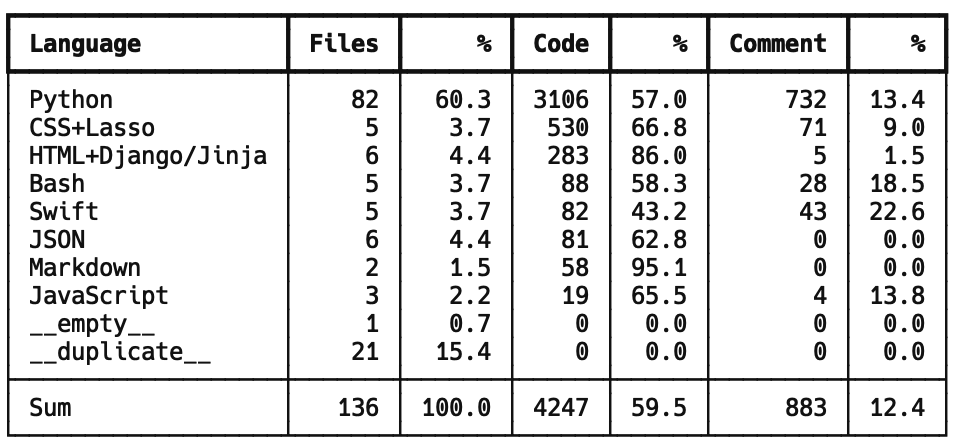 Language Files % Code % Comment %
Python 82 60.3 3106 57.0 732 13.4
CSS+Lasso 5 3.7 530 66.8 71 9.0
HTML+Django/Jinja 6 4.4 283 86.0 5 1.5
Bash 5 3.7 88 58.3 28 18.5
Swift 5 3.7 82 43.2 43 22.6
JSON 6 4.4 81 62.8 0 0.0
Markdown 2 1.5 58 95.1 0 0.0
JavaScript 3 2.2 19 65.5 4 13.8
__empty__ 1 0.7 0 0.0 0 0.0
__duplicate__ 21 15.4 0 0.0 0 0.0
Sum 136 100.0 4247 59.5 883 12.4